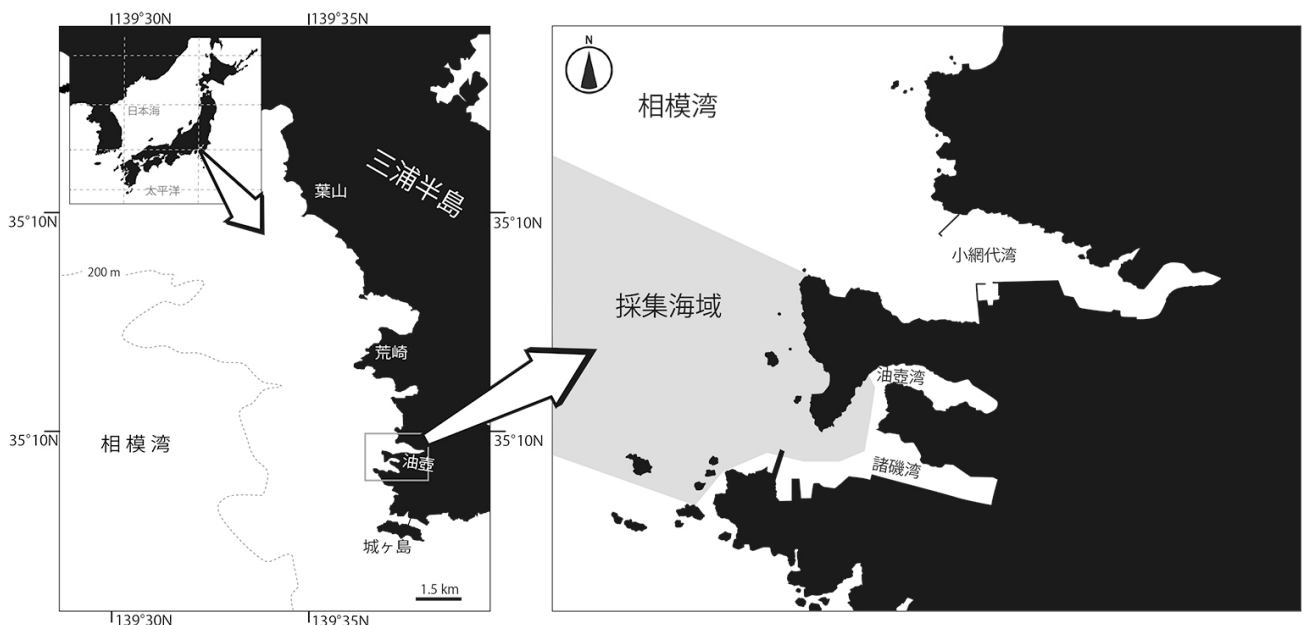 139°30N
139°35N
日本海
太平洋
三浦半島
葉山
35°10N
35°10N
200 m
荒崎
35°10N
35°10N
相模湾
油壺
城ヶ島
1.5 km
139°30N
139°35N
N
相模湾
小網代湾
採集海域
油壺湾
諸磯湾